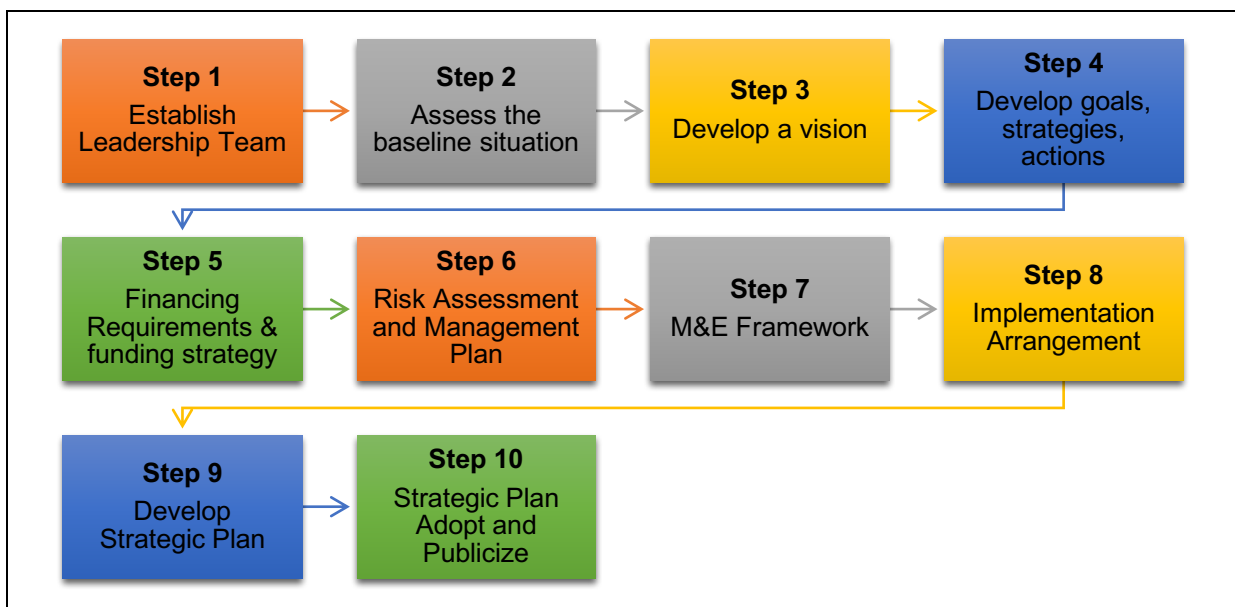 Step 1
Establish
Leadership Team
Step 2
Assess the
baseline situation
Step 3
Develop a vision
Step 4
Develop goals,
strategies,
actions
Step 5
Financing
Requirements &
funding strategy
Step 6
Risk Assessment
and Management
Plan
Step 7
M&E Framework
Step 8
Implementation
Arrangement
Step 9
Develop
Strategic Plan
Step 10
Strategic Plan
Adopt and
Publicize